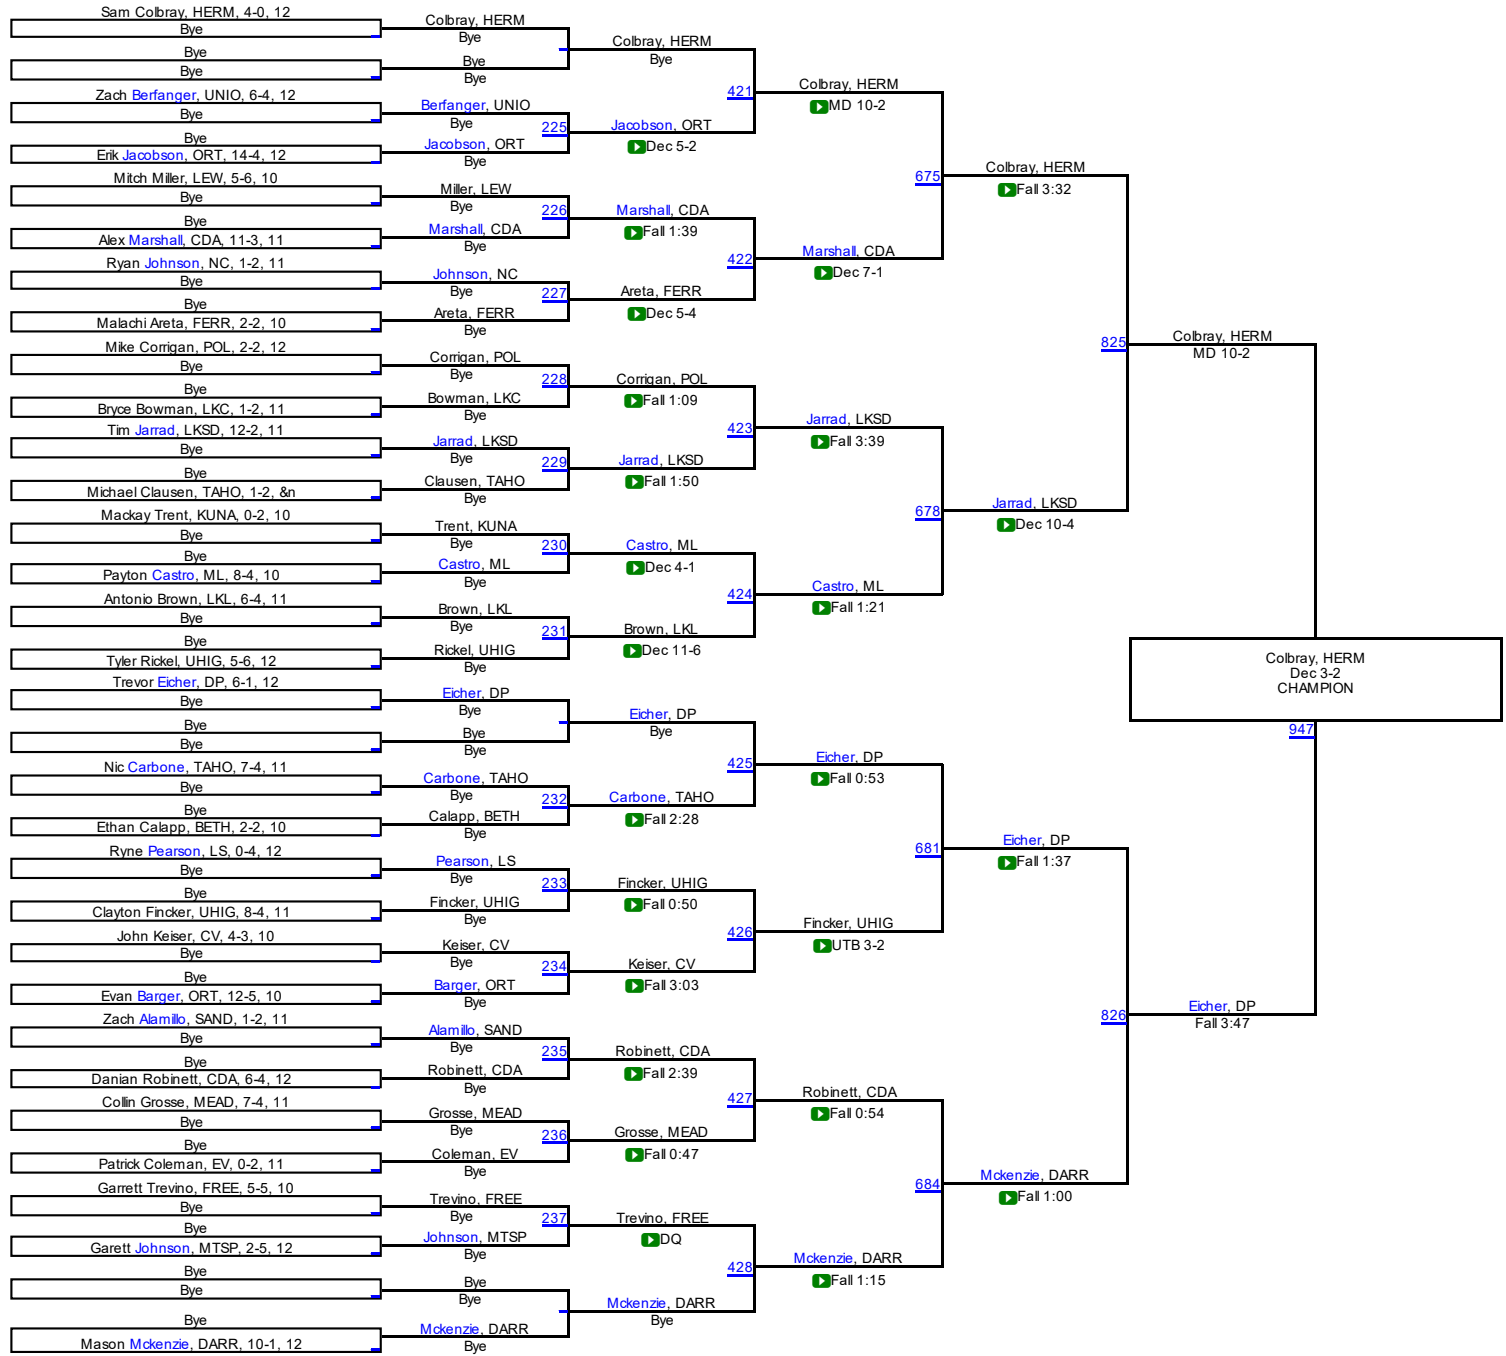 Sam Colbray, HERM, 4-0, 12
Bye
Bye
Bye
Zach Berfanger, UNIO, 6-4, 12
Bye
Bye
Erik Jacobson, ORT, 14-4, 12
Mitch Miller, LEW, 5-6, 10
Bye
Bye
Alex Marshall, CDA, 11-3, 11
Ryan Johnson, NC, 1-2, 11
Bye
Bye
Malachi Areta, FERR, 2-2, 10
Mike Corrigan, POL, 2-2, 12
Bye
Bye
Bryce Bowman, LKC, 1-2, 11
Tim Jarrad, LKSD, 12-2, 11
Bye
Bye
Michael Clausen, TAHO, 1-2, &n
Mackay Trent, KUNA, 0-2, 10
Bye
Bye
Payton Castro, ML, 8-4, 10
Antonio Brown, LKL, 6-4, 11
Bye
Bye
Tyler Rickel, UHIG, 5-6, 12
Trevor Eicher, DP, 6-1, 12
Bye
Bye
Bye
Nic Carbone, TAHO, 7-4, 11
Bye
Bye
Ethan Calapp, BETH, 2-2, 10
Ryne Pearson, LS, 0-4, 12
Bye
Bye
Clayton Fincker, UHIG, 8-4, 11
John Keiser, CV, 4-3, 10
Bye
Bye
Evan Barger, ORT, 12-5, 10
Zach Alamillo, SAND, 1-2, 11
Bye
Bye
Danian Robinett, CDA, 6-4, 12
Collin Grosse, MEAD, 7-4, 11
Bye
Bye
Patrick Coleman, EV, 0-2, 11
Garrett Trevino, FREE, 5-5, 10
Bye
Bye
Garett Johnson, MTSP, 2-5, 12
Bye
Bye
Bye
Mason Mckenzie, DARR, 10-1, 12
Colbray, HERM
Bye
Bye
Bye
Berfanger, UNIO
Bye
225
Jacobson, ORT
Bye
Miller, LEW
Bye
226
Marshall, CDA
Bye
Johnson, NC
Bye
227
Areta, FERR
Bye
Corrigan, POL
Bye
228
Bowman, LKC
Bye
Jarrad, LKSD
Bye
229
Clausen, TAHO
Bye
Trent, KUNA
Bye
230
Castro, ML
Bye
Brown, LKL
Bye
231
Rickel, UHIG
Bye
Eicher, DP
Bye
Bye
Bye
Carbone, TAHO
Bye
232
Calapp, BETH
Bye
Pearson, LS
Bye
233
Fincker, UHIG
Bye
Keiser, CV
Bye
234
Barger, ORT
Bye
Alamillo, SAND
Bye
235
Robinett, CDA
Bye
Grosse, MEAD
Bye
236
Coleman, EV
Bye
Trevino, FREE
Bye
237
Johnson, MTSP
Bye
Bye
Bye
Mckenzie, DARR
Bye
Colbray, HERM
Bye
421
Jacobson, ORT
Dec 5-2
Marshall, CDA
Fall 1:39
422
Areta, FERR
Dec 5-4
Corrigan, POL
Fall 1:09
423
Jarrad, LKSD
Fall 1:50
Castro, ML
Dec 4-1
424
Brown, LKL
Dec 11-6
Eicher, DP
Bye
425
Carbone, TAHO
Fall 2:28
Fincker, UHIG
Fall 0:50
426
Keiser, CV
Fall 3:03
Robinett, CDA
Fall 2:39
427
Grosse, MEAD
Fall 0:47
Trevino, FREE
DQ
428
Mckenzie, DARR
Bye
Colbray, HERM
MD 10-2
675
Marshall, CDA
Dec 7-1
Jarrad, LKSD
Fall 3:39
678
Castro, ML
Fall 1:21
Eicher, DP
Fall 0:53
681
Fincker, UHIG
UTB 3-2
Robinett, CDA
Fall 0:54
684
Mckenzie, DARR
Fall 1:15
Colbray, HERM
Fall 3:32
825
Jarrad, LKSD
Dec 10-4
Eicher, DP
Fall 1:37
826
Mckenzie, DARR
Fall 1:00
Colbray, HERM
MD 10-2
Eicher, DP
Fall 3:47
Colbray, HERM
Dec 3-2
CHAMPION
947